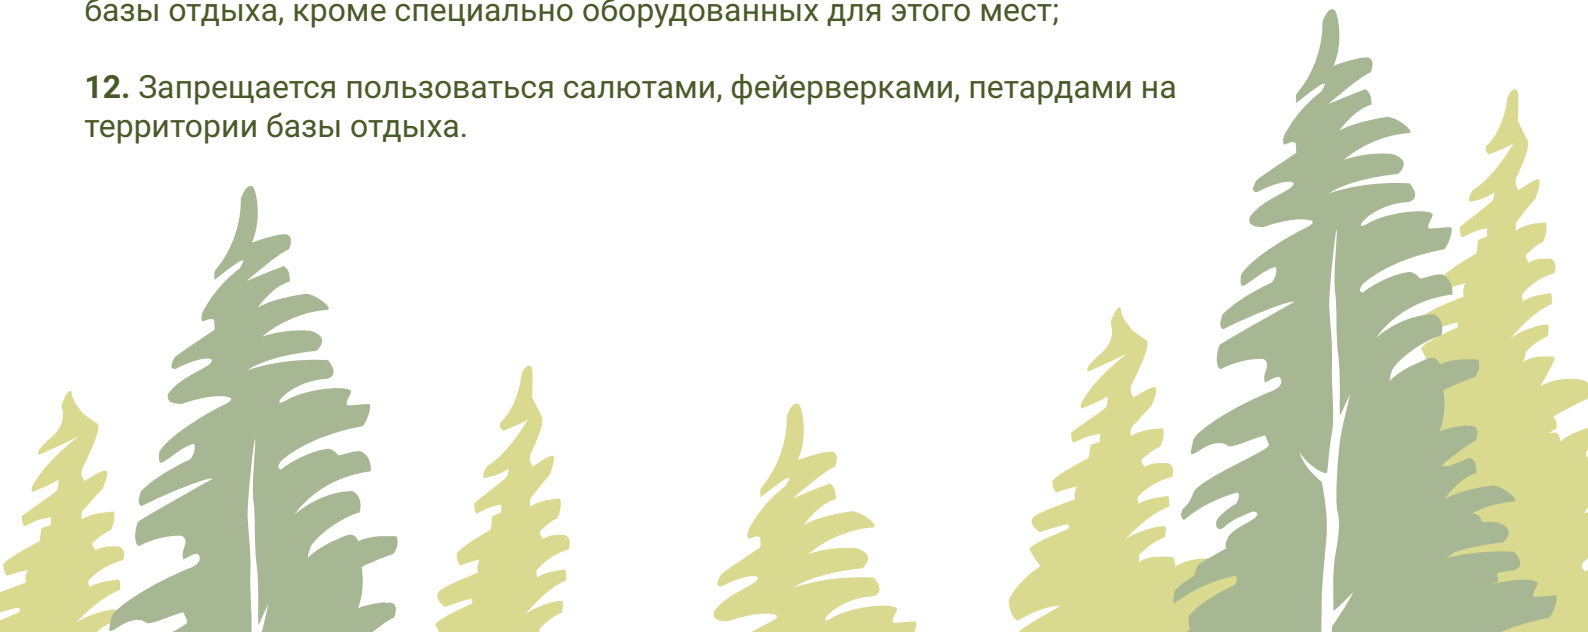 базы отдыха, кроме специально оборудованных для этого мест;
12. Запрещается пользоваться салютами, фейерверками, петардами на
территории базы отдыха.